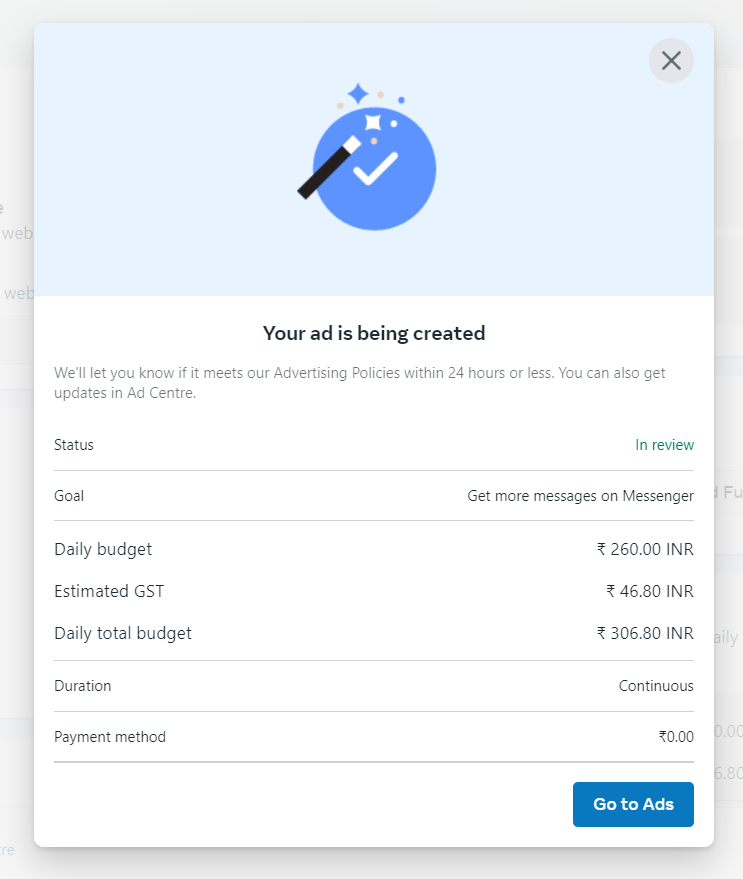 Your ad is being created
We'll let you know if it meets our Advertising Policies within 24 hours or less. You can also get
updates in Ad Centre.
Status In review
Goal Get more messages on Messenger
Daily budget ₹ 260.00 INR
Estimated GST ₹ 46.80 INR
Daily total budget ₹ 306.80 INR
Duration Continuous
Payment method ₹0.00
Go to Ads